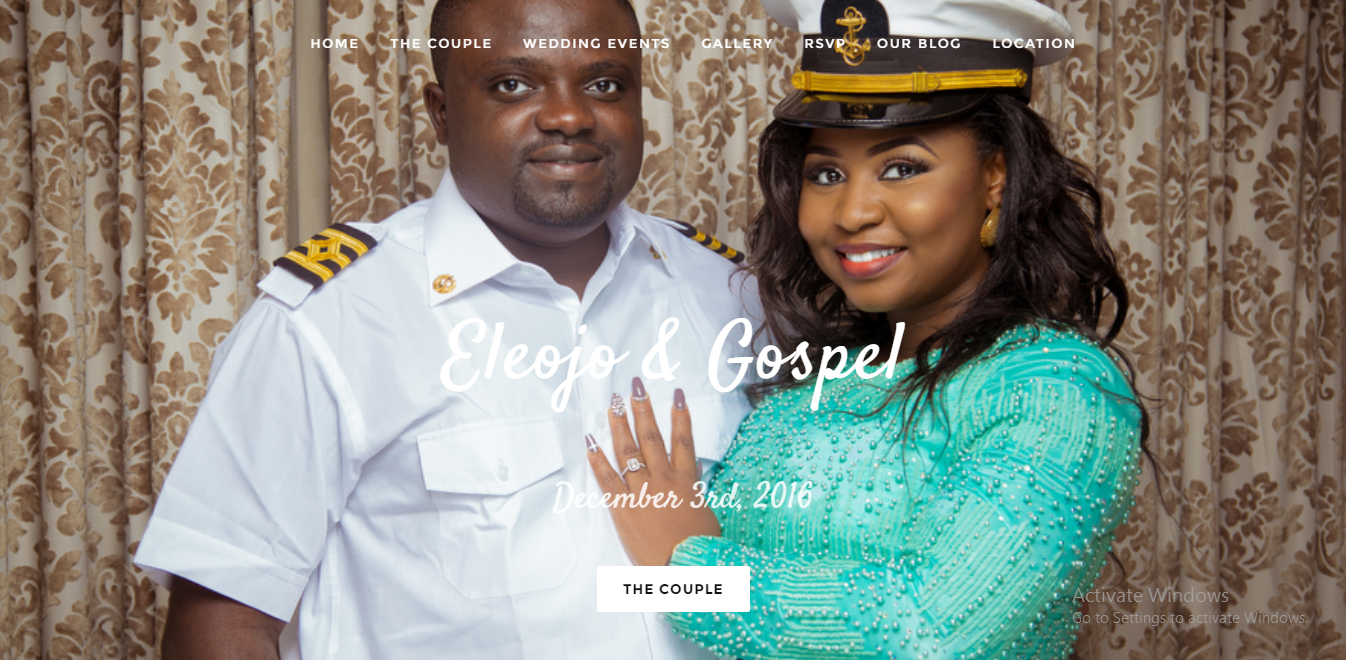 HOME THE COUPLE WEDDING EVENTS GALLERY RSVP OUR BLOG LOCATION
Eleojo & Gospel
December 3rd, 2016
THE COUPLE
Activate Windows
Go to Settings to activate Windows.